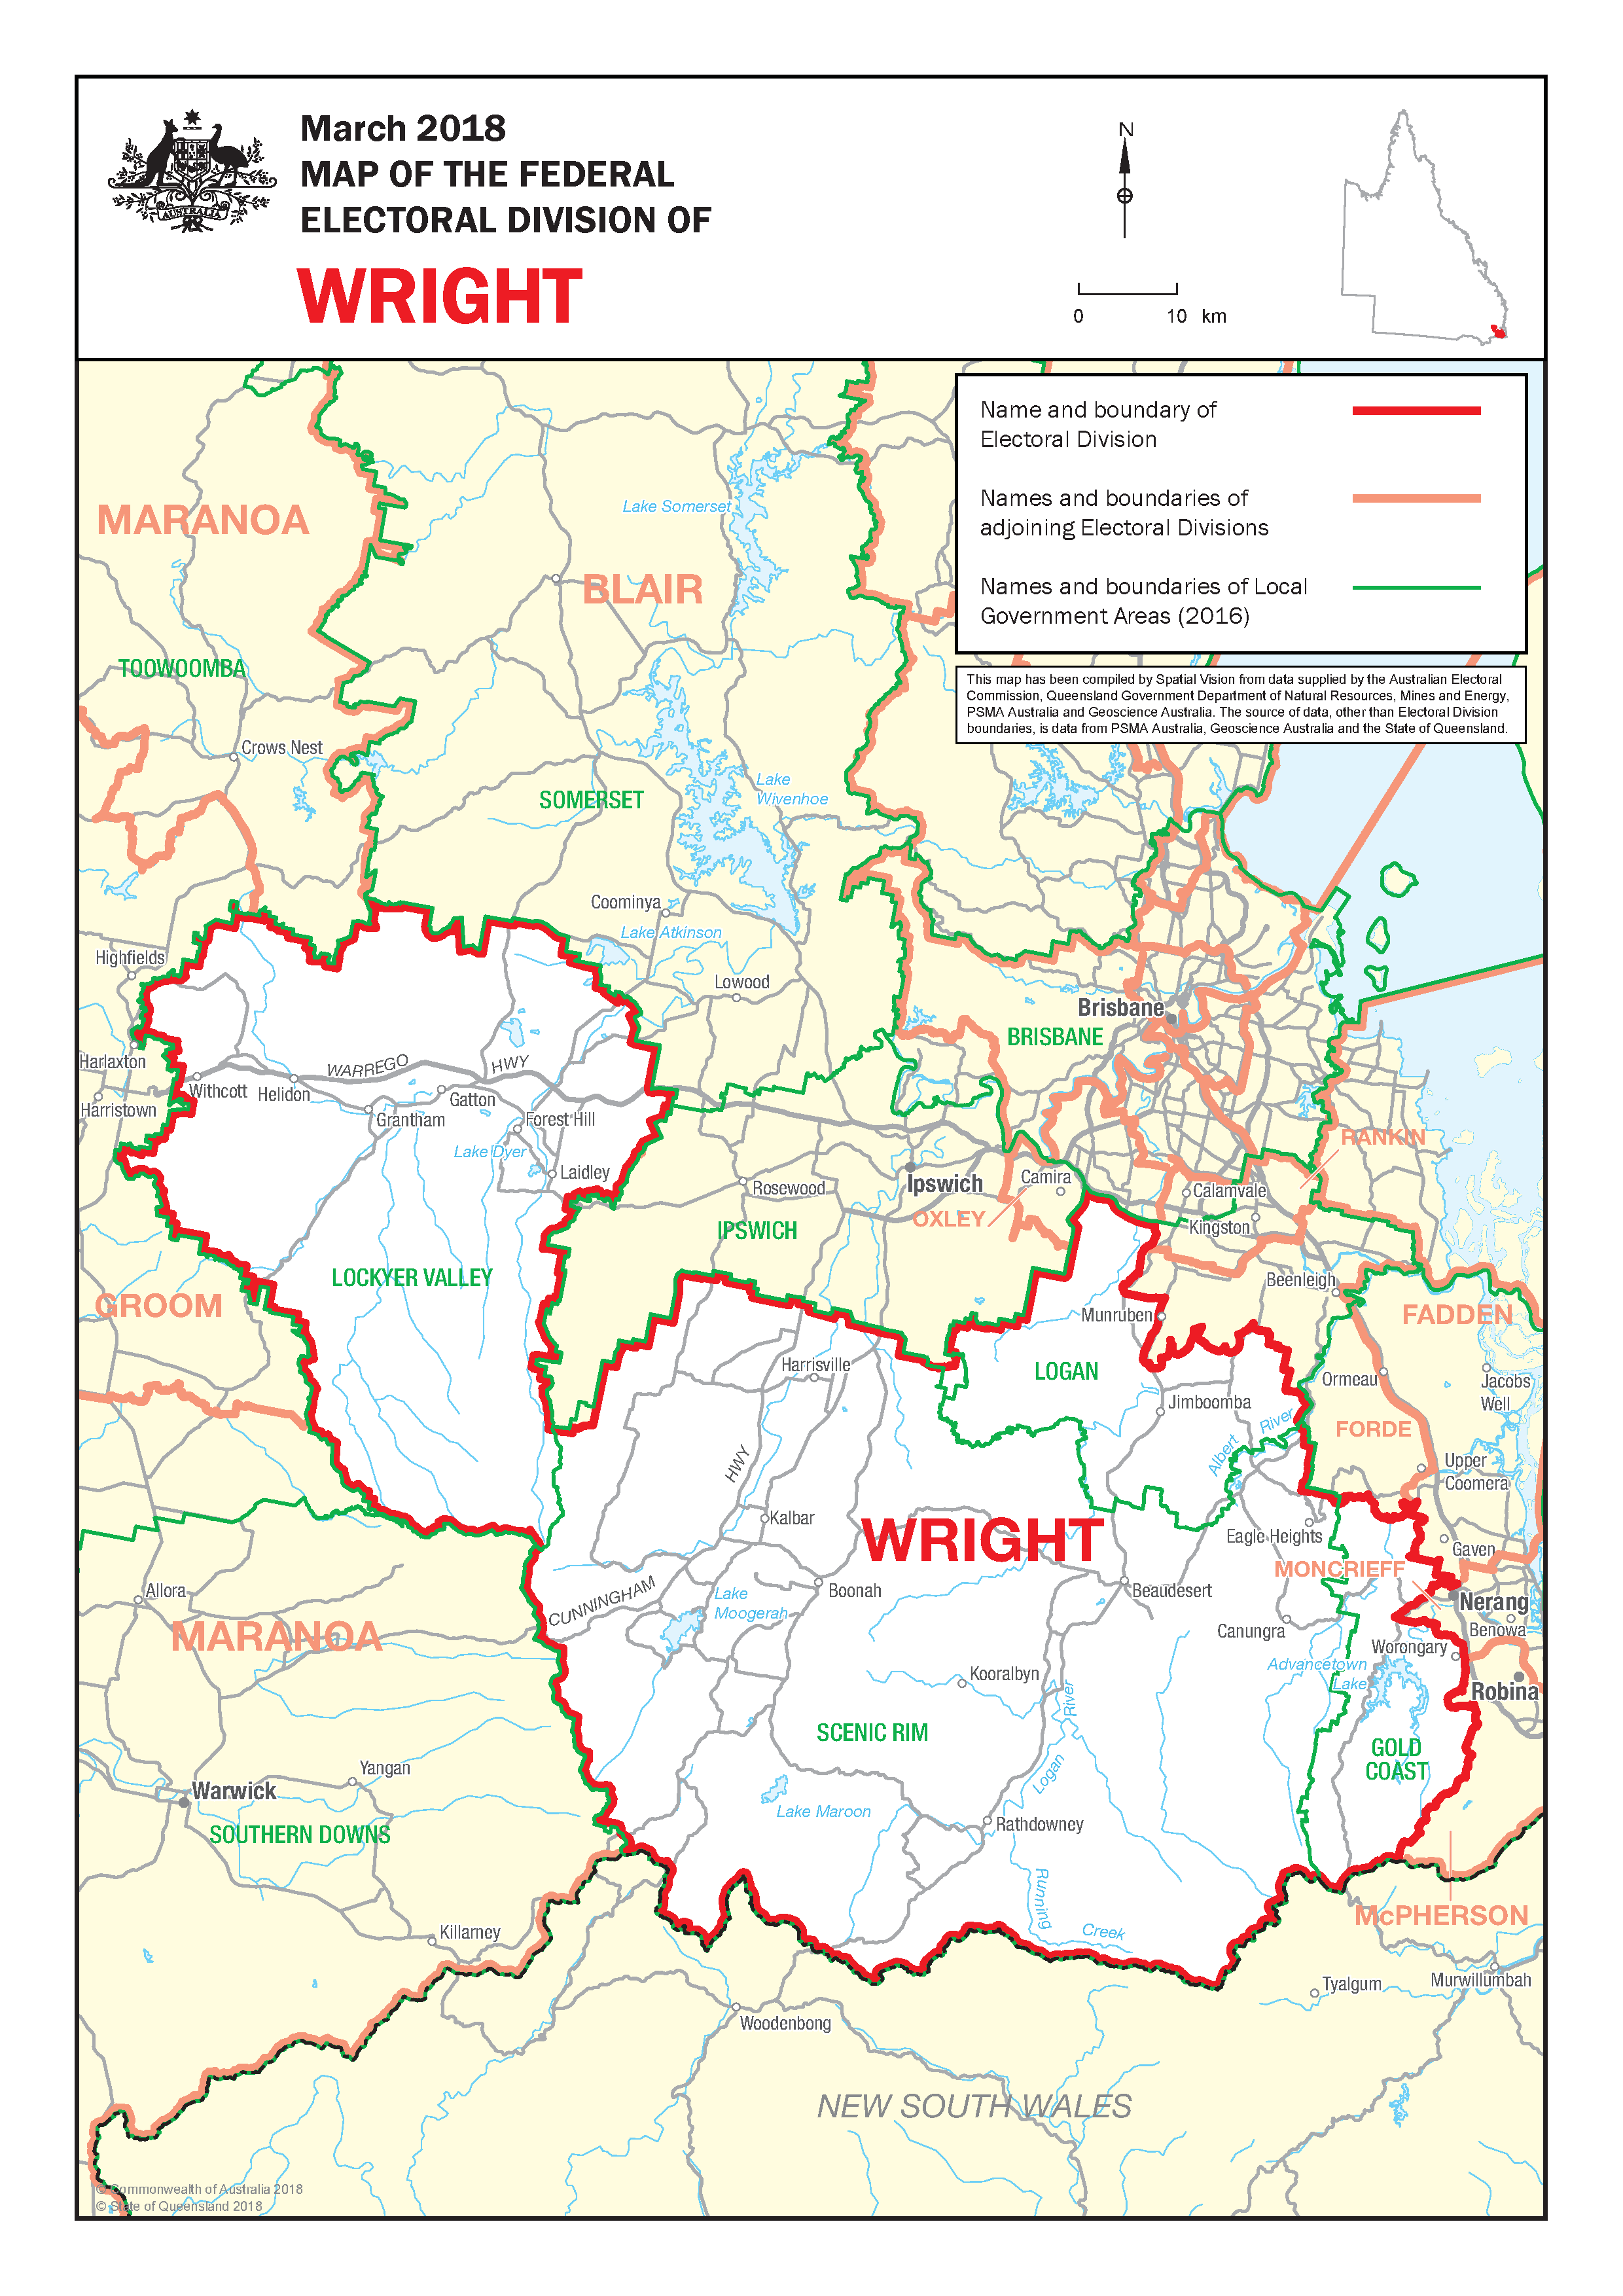 March 2018
MAP OF THE FEDERAL
ELECTORAL DIVISION OF
WRIGHT
AUSTRALIA
N
0 10 km
Name and boundary of
Electoral Division
Names and boundaries of
adjoining Electoral Divisions
Names and boundaries of Local
Government Areas (2016)
This map has been compiled by Spatial Vision from data supplied by the Australian Electoral
Commission, Queensland Government Department of Natural Resources, Mines and Energy,
PSMA Australia and Geoscience Australia. The source of data, other than Electoral Division
boundaries, is data from PSMA Australia, Geoscience Australia and the State of Queensland.
MARANOA
Lake Somerset
BLAIR
TOOWOOMBA
Crows Nest
Lake
Wivenhoe
SOMERSET
Coominya
Lake Atkinson
Highfields
Lowood
Brisbane
BRISBANE
Harlaxton
WARREGO HWY
Withcott
Helidon
Gatton
Harristown
Grantham
Forest Hill
RANKIN
Lake Dyer
Laidley
Rosewood
Ipswich
Camira
Calamvale
OXLEY
Kingston
IPSWICH
LOCKYER VALLEY
Beenleigh
GROOM
Munruben
FADDEN
Harrisville
LOGAN
Ormeau
Jacobs
Well
Jimboomba
Albert River
FORDE
HWY
Upper
Coomera
Kalbar
WRIGHT
Eagle Heights
Gaven
MONCRIEFF
Allora
CUNNINGHAM
Lake
Moogerah
Boonah
Beaudesert
Nerang
MARANOA
Canungra
Benowa
Worongary
Advancetown
Lake
Kooralbyn
Robina
Logan River
SCENIC RIM
GOLD
COAST
Yangan
Warwick
Lake Maroon
Rathdowney
SOUTHERN DOWNS
Running Creek
McPHERSON
Killarney
Tyalgum
Murwillumbah
Woodenbong
NEW SOUTH WALES
© Commonwealth of Australia 2018
© State of Queensland 2018